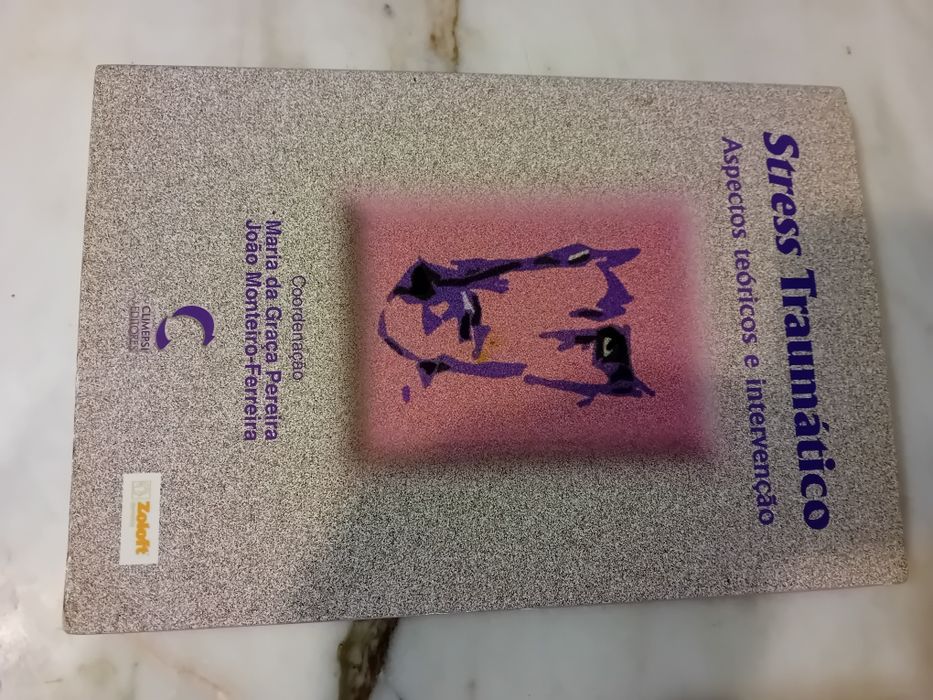 Stress Traumático
Aspectos teóricos e intervenção
Coordenação
Maria da Graça Pereira
João Monteiro-Ferreira
CLIMEPSI
EDITORES
Zoloft